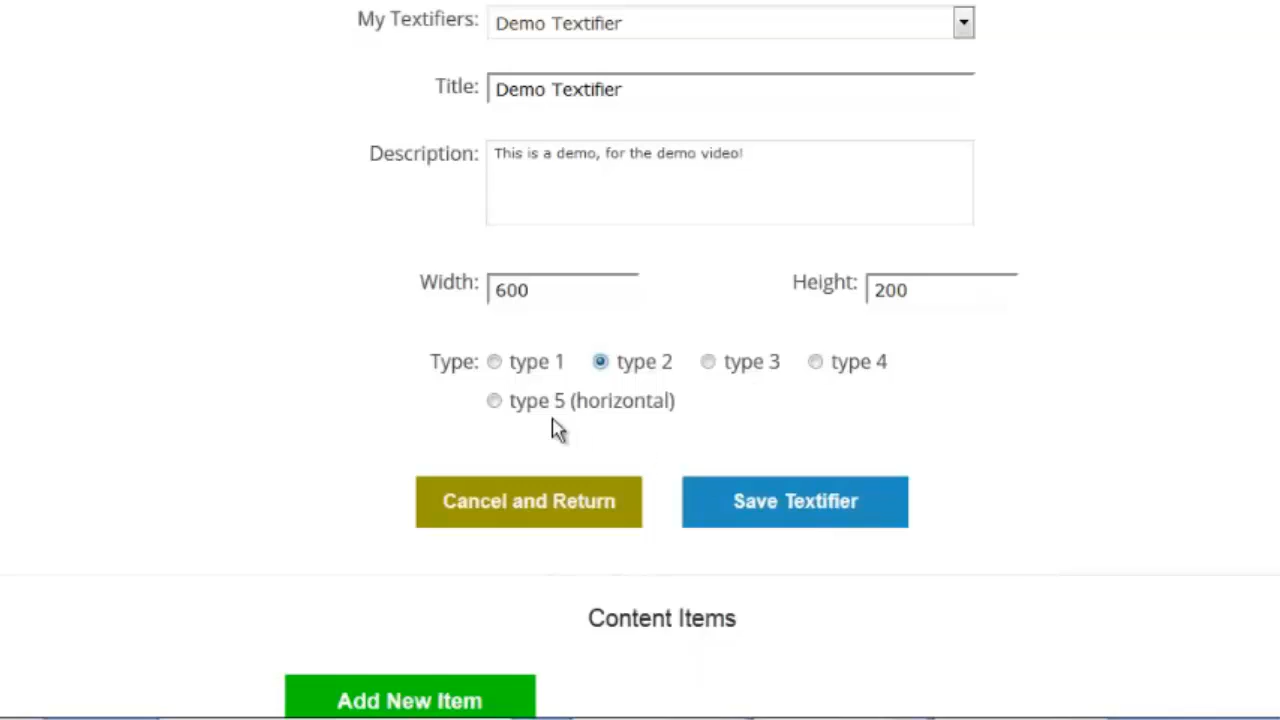 My Textifiers: Demo Textifier
Title: Demo Textifier
Description: This is a demo, for the demo video!
Width: 600 Height: 200
Type: type 1 type 2 type 3 type 4
type 5 (horizontal)
Cancel and Return Save Textifier
Content Items
Add New Item